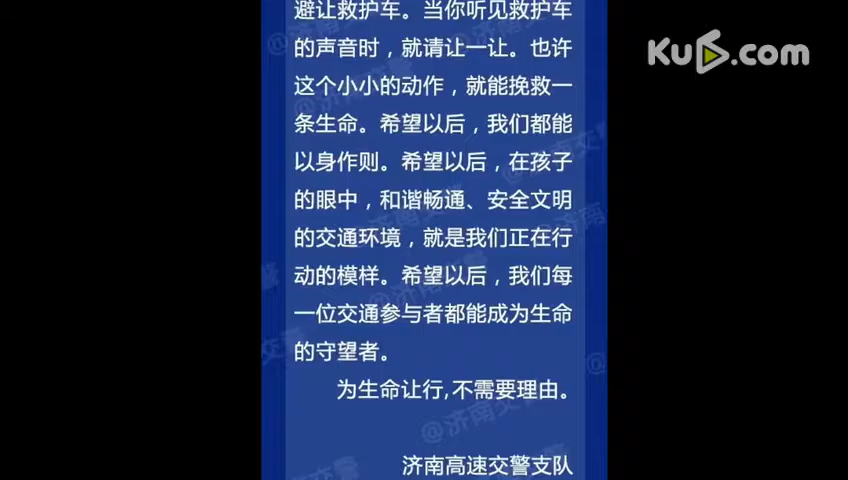 避让救护车。当你听见救护车
的声音时，就请让一让。也许
这个小小的动作，就能挽救一
条生命。希望以后，我们都能
以身作则。希望以后，在孩子
的眼中，和谐畅通、安全文明
的交通环境，就是我们正在行
动的模样。希望以后，我们每
一位交通参与者都能成为生命
的守望者。
为生命让行,不需要理由。
济南高速交警支队
Ku6.com
@济南交警